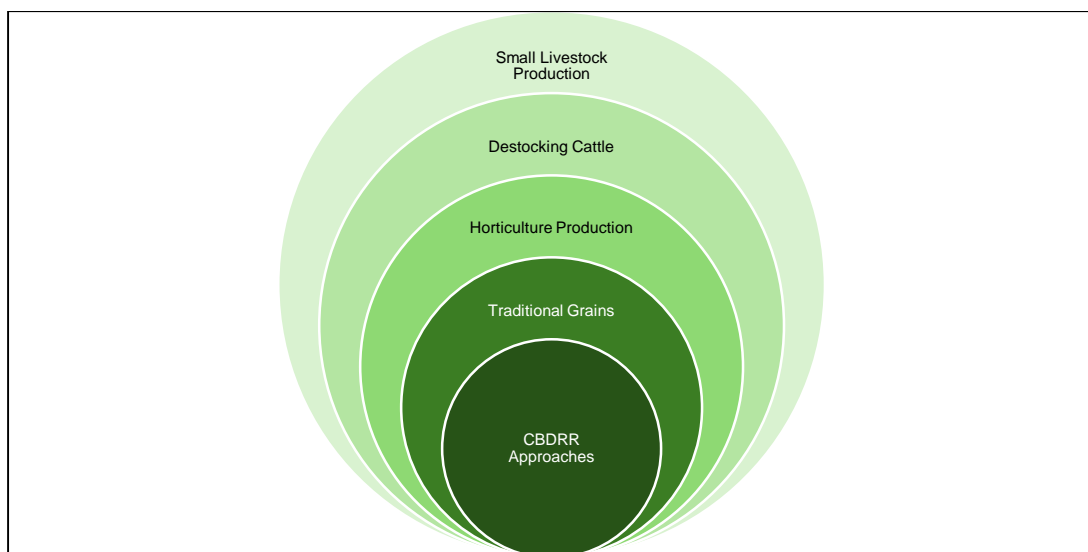 Small Livestock
Production
Destocking Cattle
Horticulture Production
Traditional Grains
CBDRR
Approaches